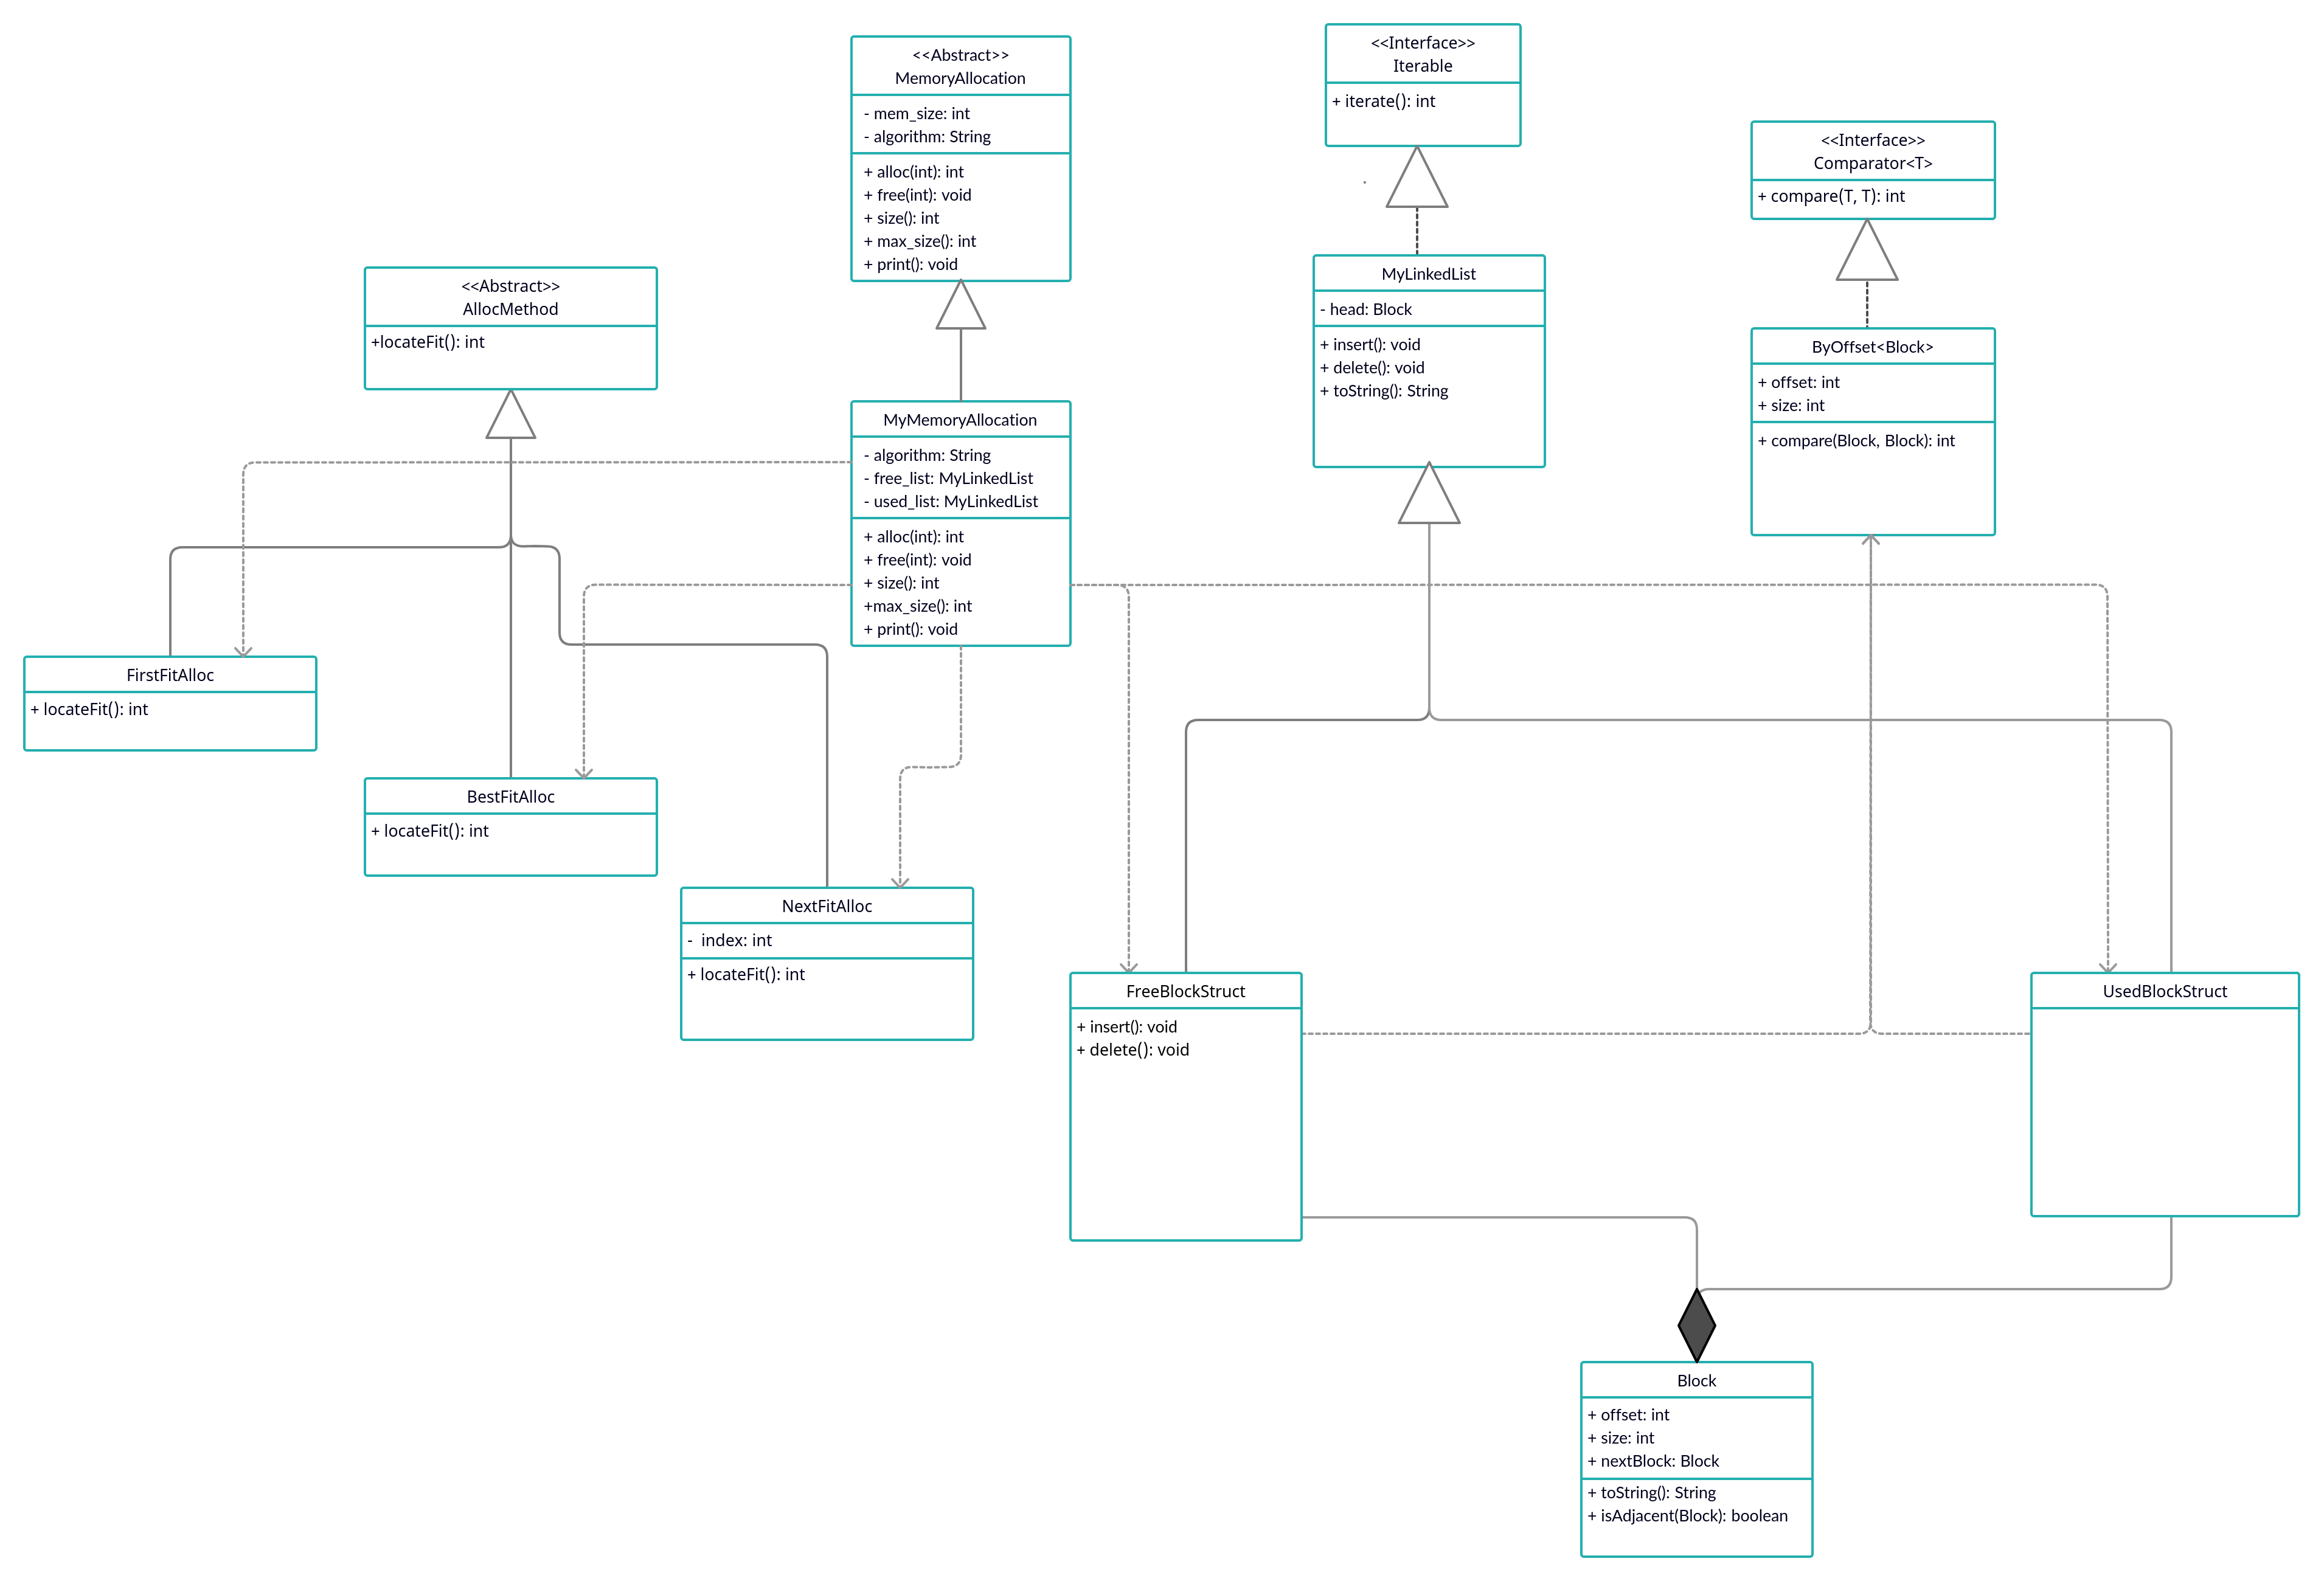 <<Abstract>>
MemoryAllocation
- mem_size: int
- algorithm: String
+ alloc(int): int
+ free(int): void
+ size(): int
+ max_size(): int
+ print(): void
<<Interface>>
Iterable
+ iterate(): int
<<Interface>>
Comparator<T>
+ compare(T, T): int
<<Abstract>>
AllocMethod
+locateFit(): int
MyLinkedList
- head: Block
+ insert(): void
+ delete(): void
+ toString(): String
ByOffset<Block>
+ offset: int
+ size: int
+ compare(Block, Block): int
MyMemoryAllocation
- algorithm: String
- free_list: MyLinkedList
- used_list: MyLinkedList
+ alloc(int): int
+ free(int): void
+ size(): int
+max_size(): int
+ print(): void
FirstFitAlloc
+ locateFit(): int
BestFitAlloc
+ locateFit(): int
NextFitAlloc
-  index: int
+ locateFit(): int
FreeBlockStruct
+ insert(): void
+ delete(): void
UsedBlockStruct
Block
+ offset: int
+ size: int
+ nextBlock: Block
+ toString(): String
+ isAdjacent(Block): boolean